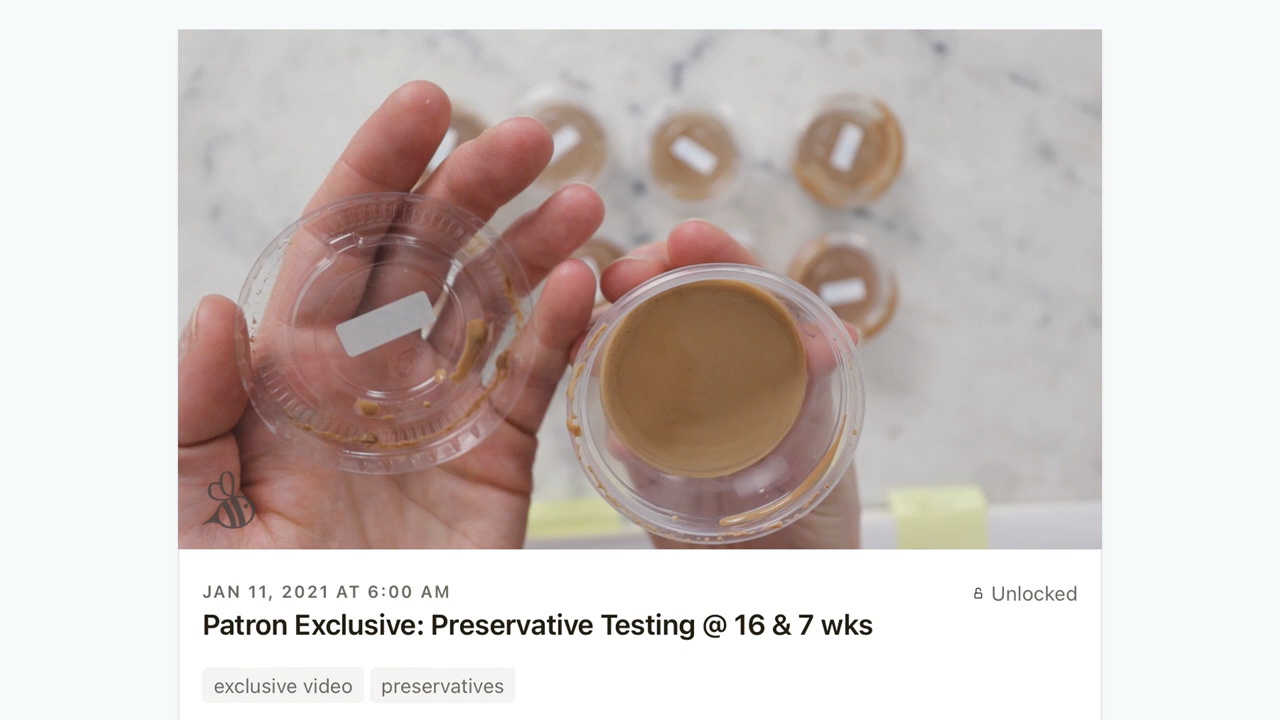 JAN 11, 2021 AT 6:00 AM
Unlocked
Patron Exclusive: Preservative Testing @ 16 & 7 wks
exclusive video
preservatives